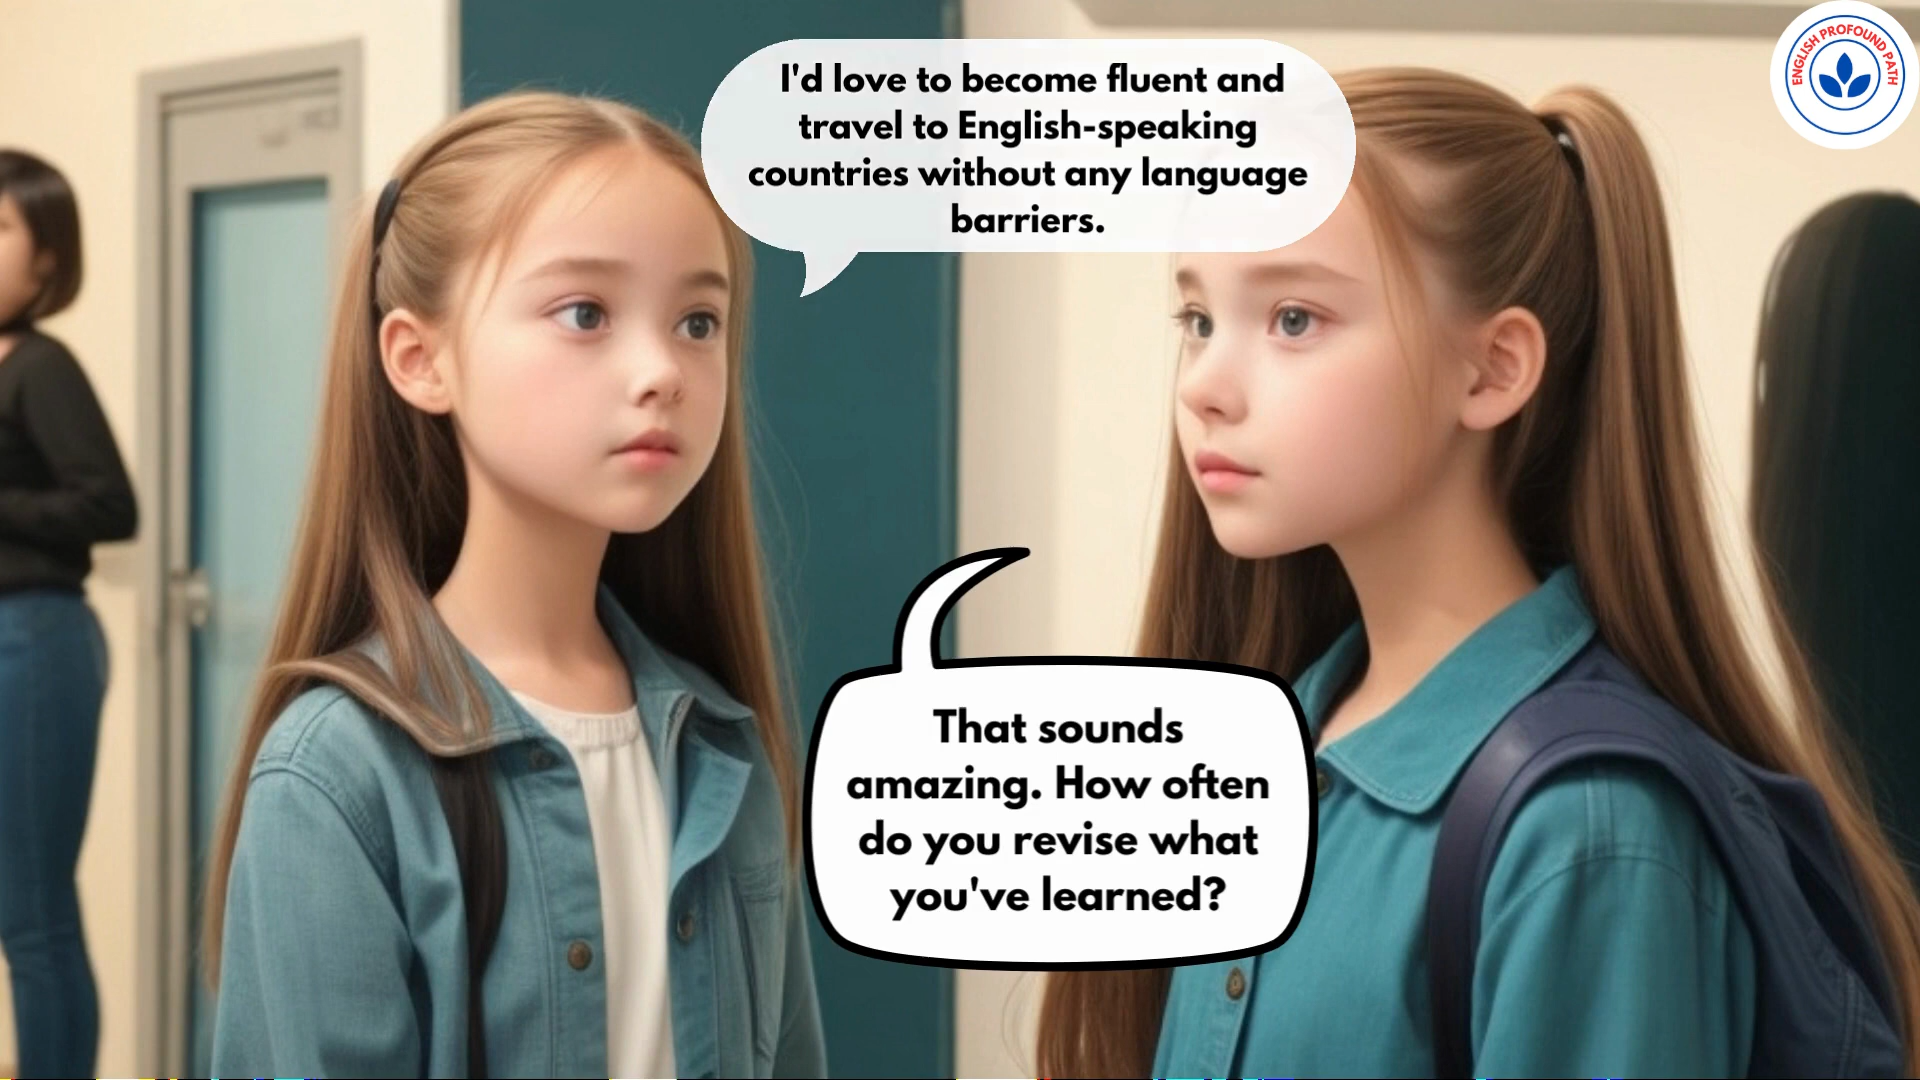 I'd love to become fluent and
travel to English-speaking
countries without any language
barriers.
ENGLISH PROFOUND PATH
That sounds
amazing. How often
do you revise what
you've learned?